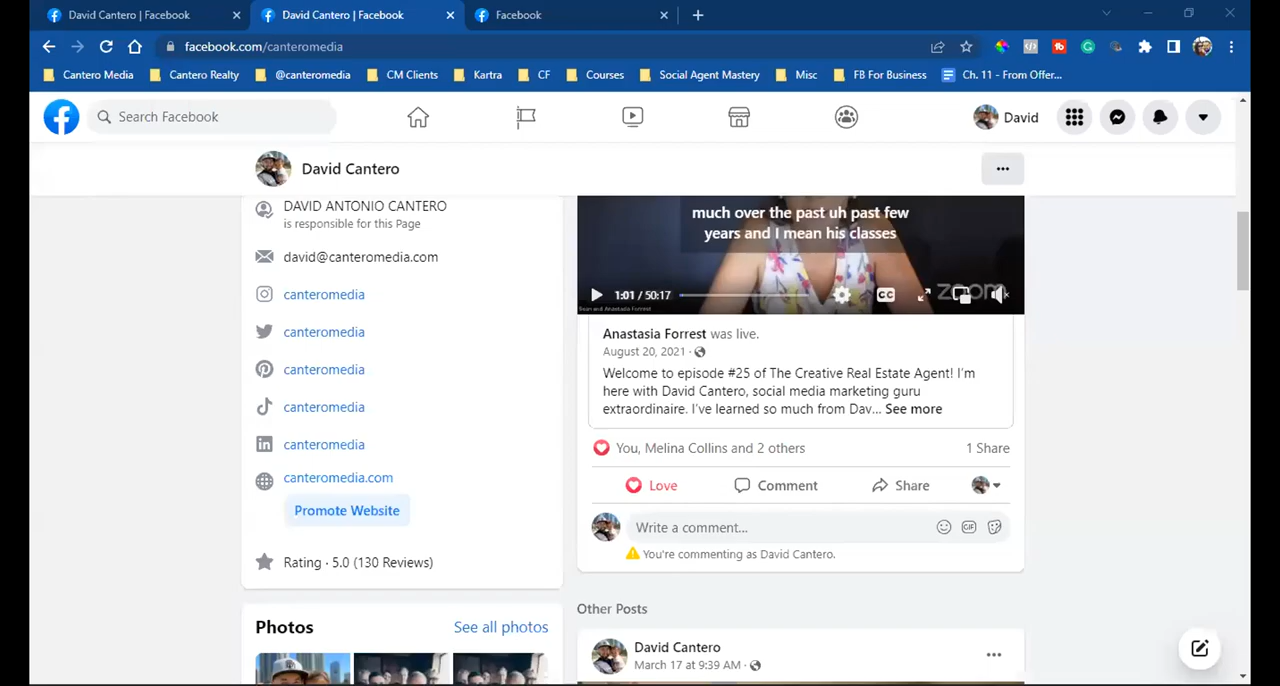 David Cantero | Facebook
David Cantero | Facebook
Facebook
facebook.com/canteromedia
Cantero Media
Cantero Realty
@canteromedia
CM Clients
Kartra
CF
Courses
Social Agent Mastery
Misc
FB For Business
Ch. 11 - From Offer...
Search Facebook
David
David Cantero
DAVID ANTONIO CANTERO
is responsible for this Page
david@canteromedia.com
canteromedia
canteromedia
canteromedia
canteromedia
canteromedia
canteromedia.com
Promote Website
Rating · 5.0 (130 Reviews)
Photos
See all photos
much over the past uh past few
years and I mean his classes
1:01 / 50:17
CC
zoom
Anastasia Forrest was live.
August 20, 2021 ·
Welcome to episode #25 of The Creative Real Estate Agent! I'm
here with David Cantero, social media marketing guru
extraordinaire. I've learned so much from Dav... See more
You, Melina Collins and 2 others
1 Share
Love
Comment
Share
Write a comment...
GIF
You're commenting as David Cantero.
Other Posts
David Cantero
March 17 at 9:39 AM ·